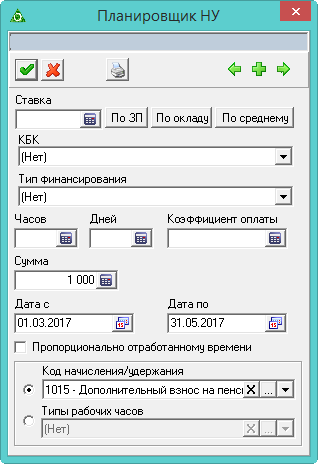 Планировщик НУ
Ставка
По ЗП По окладу По среднему
КБК
(Нет)
Тип финансирования
(Нет)
Часов Дней Коэффициент оплаты
Сумма
1 000
Дата с Дата по
01.03.2017 31.05.2017
Пропорционально отработанному времени
Код начисления/удержания
1015 - Дополнительный взнос на пенс
Типы рабочих часов
(Нет)